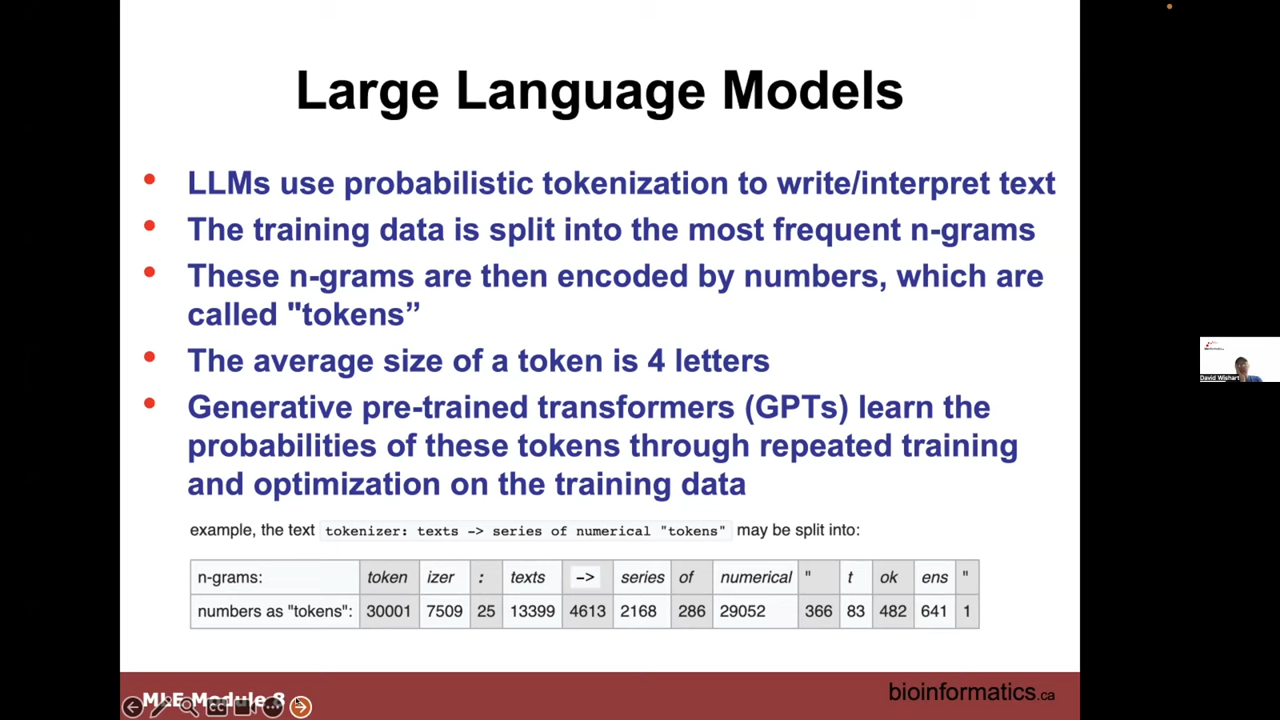 Large Language Models
• LLMs use probabilistic tokenization to write/interpret text
• The training data is split into the most frequent n-grams
• These n-grams are then encoded by numbers, which are
called "tokens”
• The average size of a token is 4 letters
• Generative pre-trained transformers (GPTs) learn the
probabilities of these tokens through repeated training
and optimization on the training data
example, the text tokenizer: texts -> series of numerical "tokens" may be split into:
n-grams: token izer : texts -> series of numerical " t ok ens "
numbers as "tokens": 30001 7509 25 13399 4613 2168 286 29052 366 83 482 641 1
David Wishart
MLE Module 8
CC
bioinformatics.ca